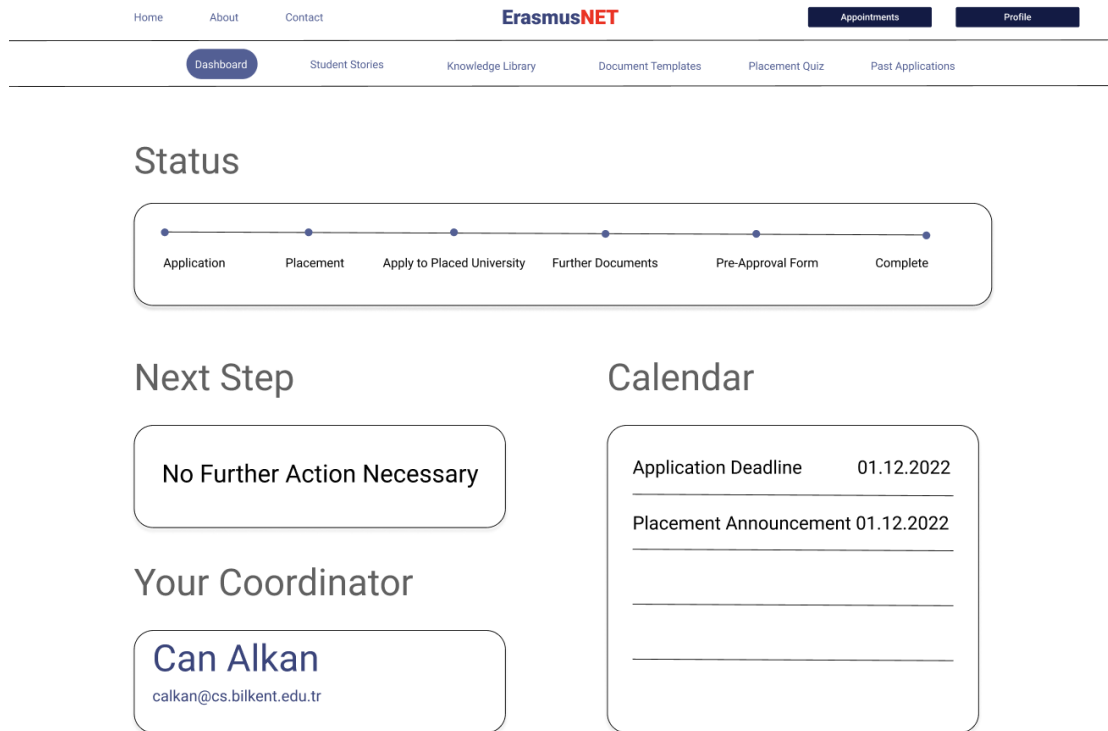 Home About Contact ErasmusNET Appointments Profile
Dashboard Student Stories Knowledge Library Document Templates Placement Quiz Past Applications
Status
Application Placement Apply to Placed University Further Documents Pre-Approval Form Complete
Next Step
No Further Action Necessary
Calendar
Application Deadline 01.12.2022
Placement Announcement 01.12.2022
Your Coordinator
Can Alkan
calkan@cs.bilkent.edu.tr